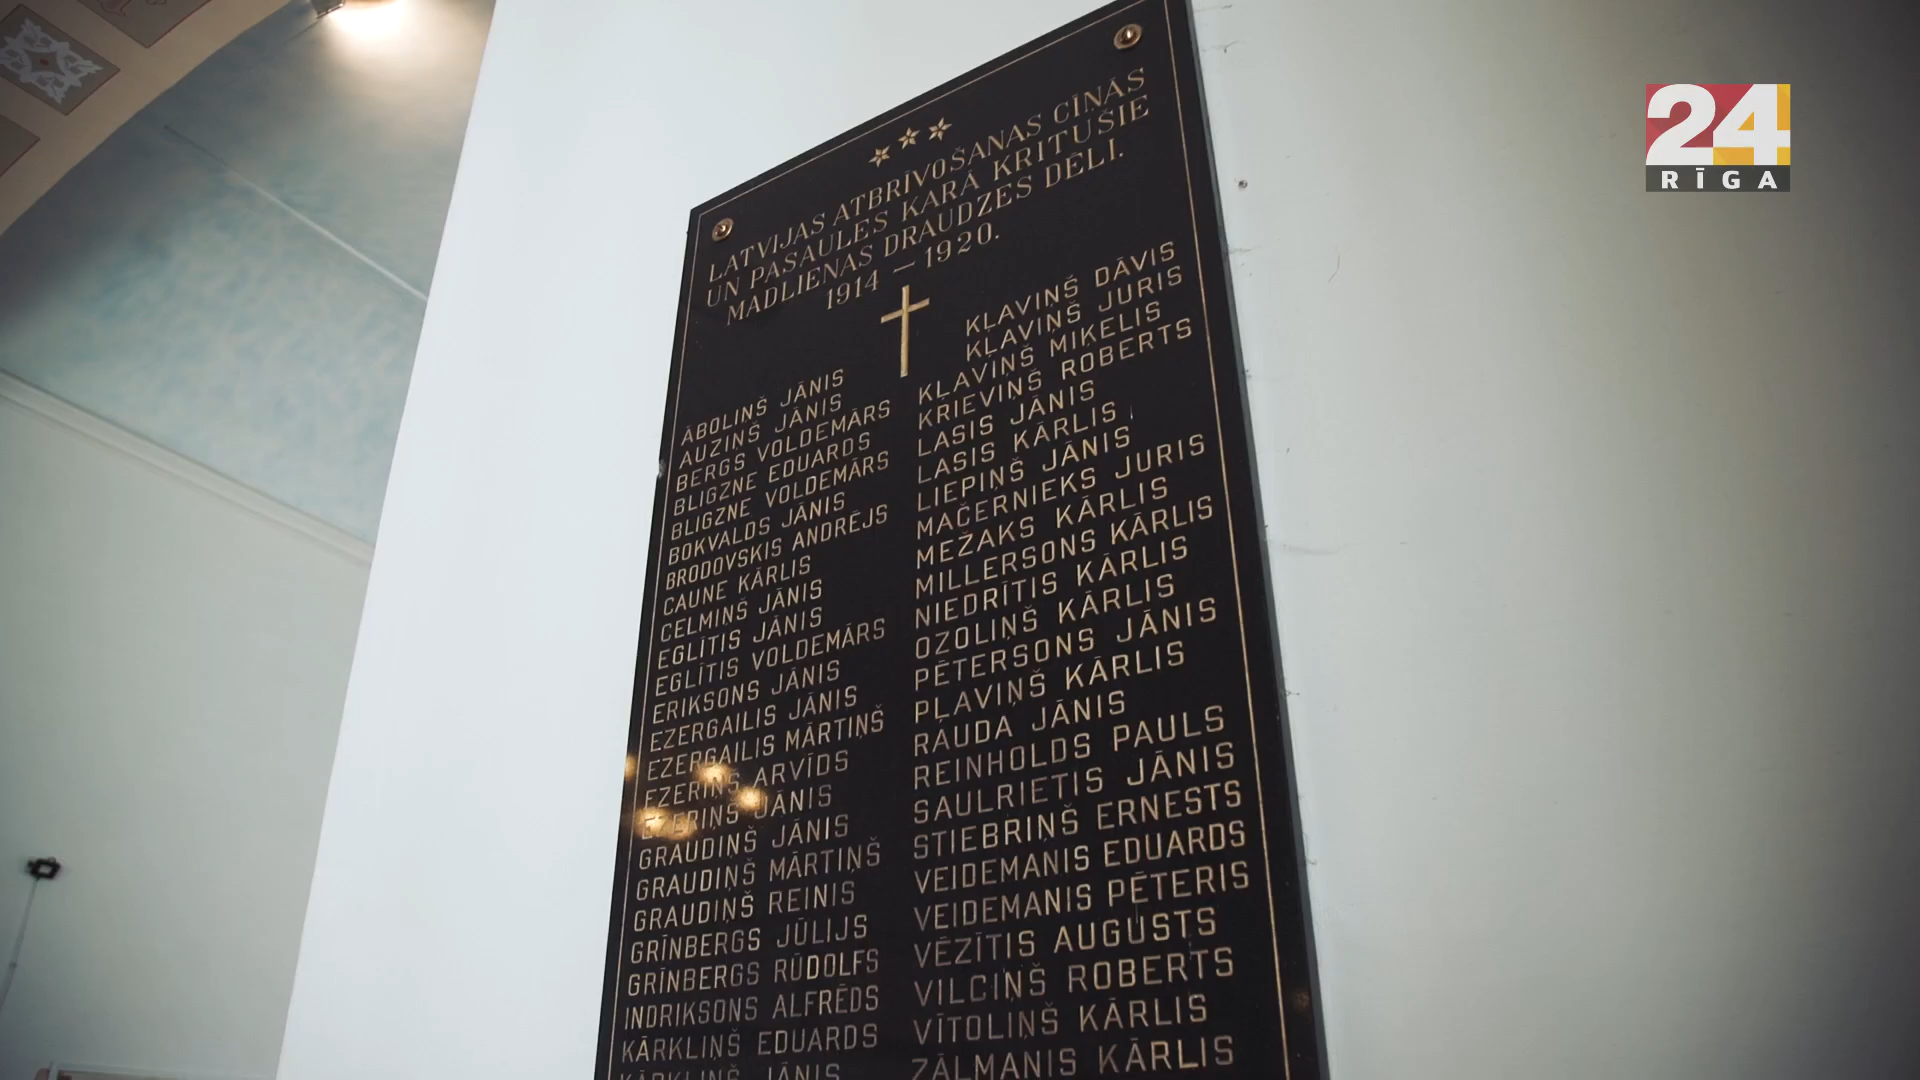 24
RĪGA
LATVIJAS ATBRĪVOŠANAS CĪŅĀS
UN PASAULES KARĀ KRITUŠIE
MADLIENAS DRAUDZES DĒLI.
1914 – 1920.
ĀBOLIŅŠ JĀNIS
AUZIŅŠ JĀNIS
BERGS VOLDEMĀRS
BLIGZNE EDUARDS
BLIGZNE VOLDEMĀRS
BOKVALDS JĀNIS
BRODOVSKIS ANDRĒJS
CAUNE KĀRLIS
CELMIŅŠ JĀNIS
EGLĪTIS JĀNIS
EGLĪTIS VOLDEMĀRS
ERIKSONS JĀNIS
EZERGAILIS JĀNIS
EZERGAILIS MĀRTIŅŠ
EZERIŅŠ ARVĪDS
EZERIŅŠ JĀNIS
GRAUDIŅŠ JĀNIS
GRAUDIŅŠ MĀRTIŅŠ
GRAUDIŅŠ REINIS
GRĪNBERGS JŪLIJS
GRĪNBERGS RŪDOLFS
INDRIKSONS ALFRĒDS
KĀRKLIŅŠ EDUARDS
KĀRKLIŅŠ JĀNIS
KĻAVIŅŠ DĀVIS
KĻAVIŅŠ JURIS
KĻAVIŅŠ MIĶELIS
KRIEVIŅŠ ROBERTS
LASIS JĀNIS
LASIS KĀRLIS
LIEPIŅŠ JĀNIS
MAČERNIEKS JURIS
MEŽAKS KĀRLIS
MILLERSONS KĀRLIS
NIEDRĪTIS KĀRLIS
OZOLIŅŠ KĀRLIS
PĒTERSONS JĀNIS
PĻAVIŅŠ KĀRLIS
RAUDA JĀNIS
REINHOLDS PAULS
SAULRIETIS JĀNIS
STIEBRIŅŠ ERNESTS
VEIDEMANIS EDUARDS
VEIDEMANIS PĒTERIS
VĒZĪTIS AUGUSTS
VILCIŅŠ ROBERTS
VĪTOLIŅŠ KĀRLIS
ZĀLMANIS KĀRLIS